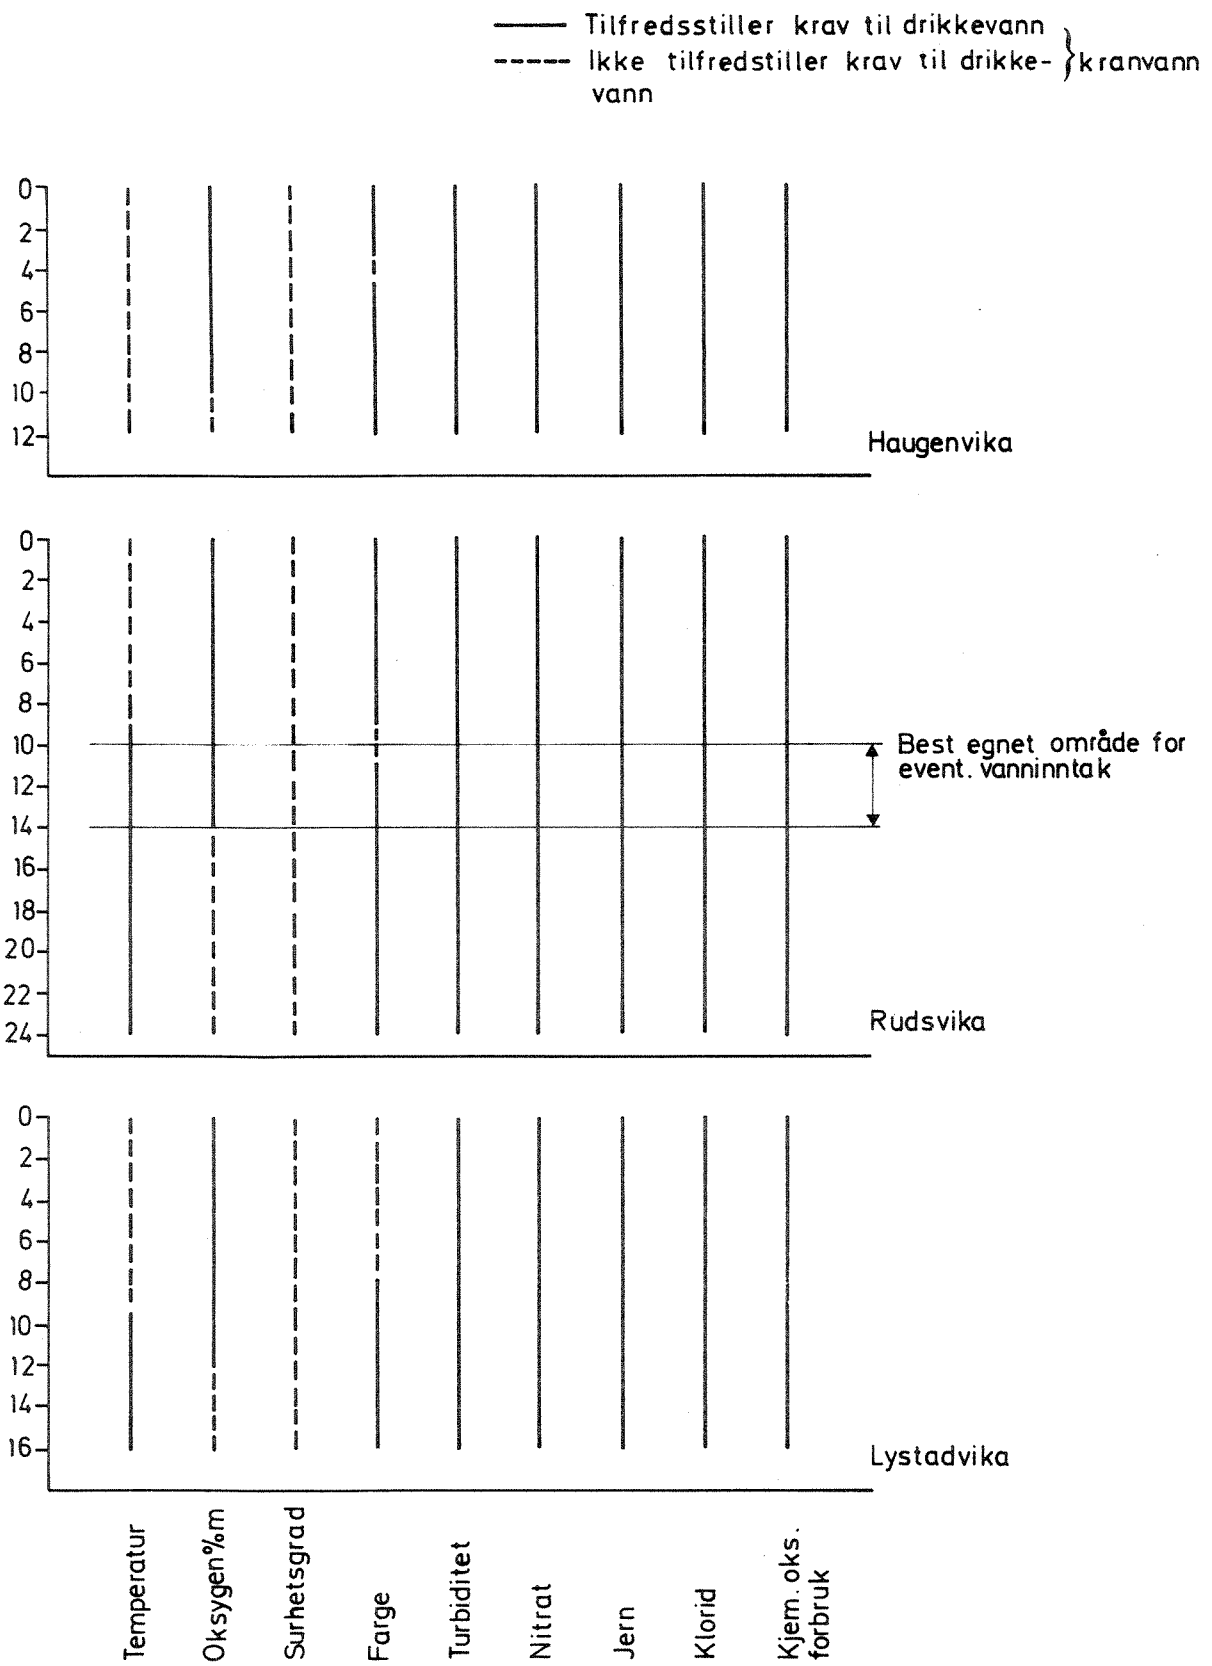 Tilfredsstiller krav til drikkevann
Ikke tilfredstiller krav til drikke- kranvann
vann
0
2
4
6
8
10
12
Haugenvika
0
2
4
6
8
10
12
14
16
18
20
22
24
Best egnet område for
event. vanninntak
Rudsvika
0
2
4
6
8
10
12
14
16
Lystadvika
Temperatur
Oksygen%m
Surhetsgrad
Farge
Turbiditet
Nitrat
Jern
Klorid
Kjem. oks.
forbruk